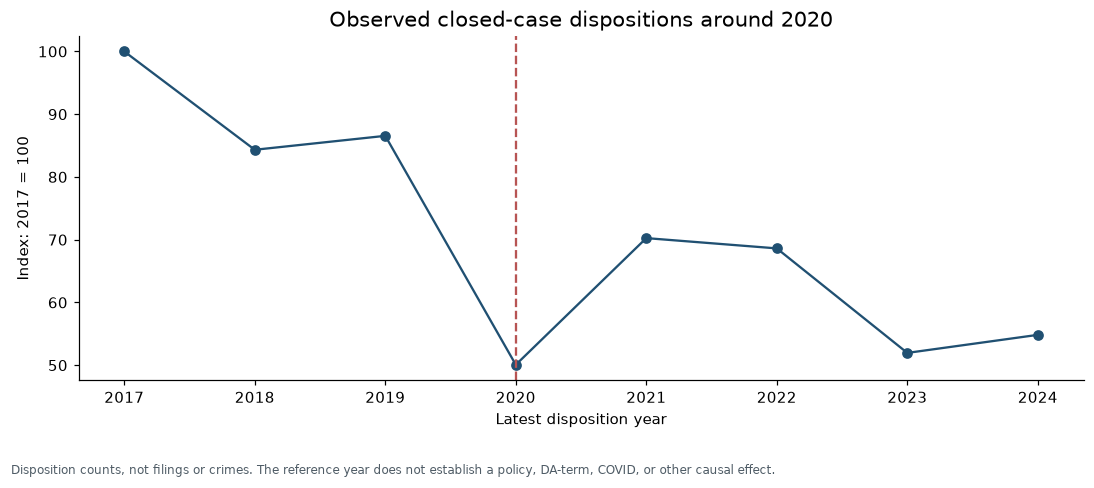 Observed closed-case dispositions around 2020
Index: 2017 = 100
100
90
80
70
60
50
2017 2018 2019 2020 2021 2022 2023 2024
Latest disposition year
Disposition counts, not filings or crimes. The reference year does not establish a policy, DA-term, COVID, or other causal effect.